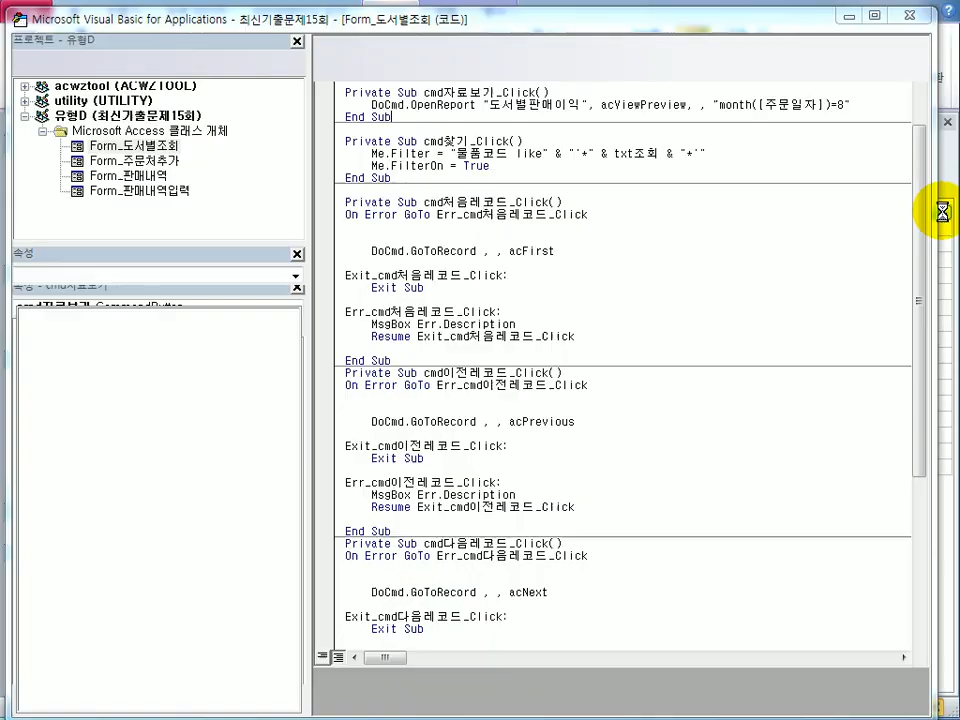 Microsoft Visual Basic for Applications - 최신기출문제15회 - [Form_도서별조회 (코드)]
프로젝트 - 유형D
acwztool (ACWZTOOL)
utility (UTILITY)
유형D (최신기출문제15회)
Microsoft Access 클래스 개체
Form_도서별조회
Form_주문처추가
Form_판매내역
Form_판매내역입력
속성
속성 - cmd자료보기
cmd자료보기 CommandButton
Private Sub cmd자료보기_Click()
DoCmd.OpenReport "도서별판매이익", acViewPreview, , "month([주문일자])=8"
End Sub
Private Sub cmd찾기_Click()
Me.Filter = "물품코드 like" & "'*" & txt조회 & "*'"
Me.FilterOn = True
End Sub
Private Sub cmd처음레코드_Click()
On Error GoTo Err_cmd처음레코드_Click
DoCmd.GoToRecord , , acFirst
Exit_cmd처음레코드_Click:
Exit Sub
Err_cmd처음레코드_Click:
MsgBox Err.Description
Resume Exit_cmd처음레코드_Click
End Sub
Private Sub cmd이전레코드_Click()
On Error GoTo Err_cmd이전레코드_Click
DoCmd.GoToRecord , , acPrevious
Exit_cmd이전레코드_Click:
Exit Sub
Err_cmd이전레코드_Click:
MsgBox Err.Description
Resume Exit_cmd이전레코드_Click
End Sub
Private Sub cmd다음레코드_Click()
On Error GoTo Err_cmd다음레코드_Click
DoCmd.GoToRecord , , acNext
Exit_cmd다음레코드_Click:
Exit Sub